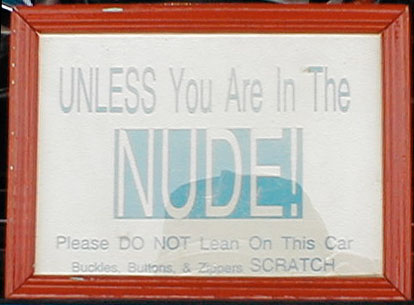 UNLESS You Are In The
NUDE!
Please DO NOT Lean On This Car
Buckles, Buttons, & Zippers SCRATCH